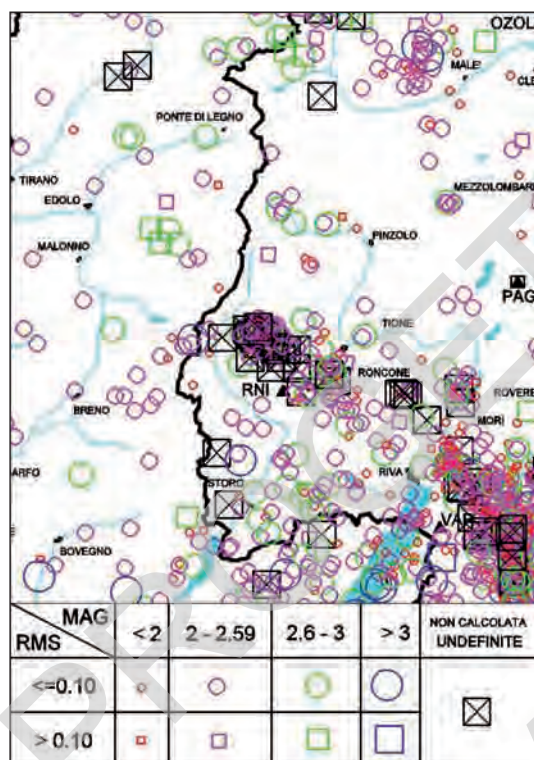 OZOL
MALE'
CLE
PONTE DI LEGNO
TIRANO
MEZZOLOMBARD
EDOLO
PINZOLO
MALONNO
PAG
TIONE
RONCONE
RNI
ROVERE
BRENO
MORI
RIVA
ARFO
STORO
VAR
BOVEGNO
MAG
RMS
< 2
2 - 2.59
2.6 - 3
> 3
NON CALCOLATA
UNDEFINITE
<=0.10
> 0.10